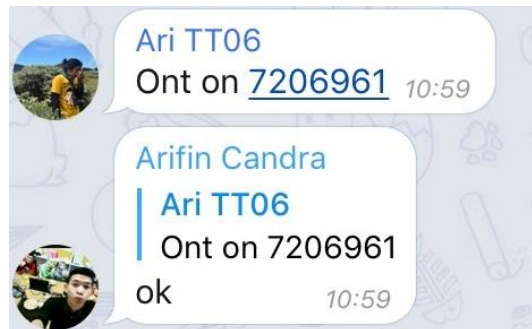 Ari TT06
Ont on 7206961 10:59
Arifin Candra
Ari TT06
Ont on 7206961
ok 10:59